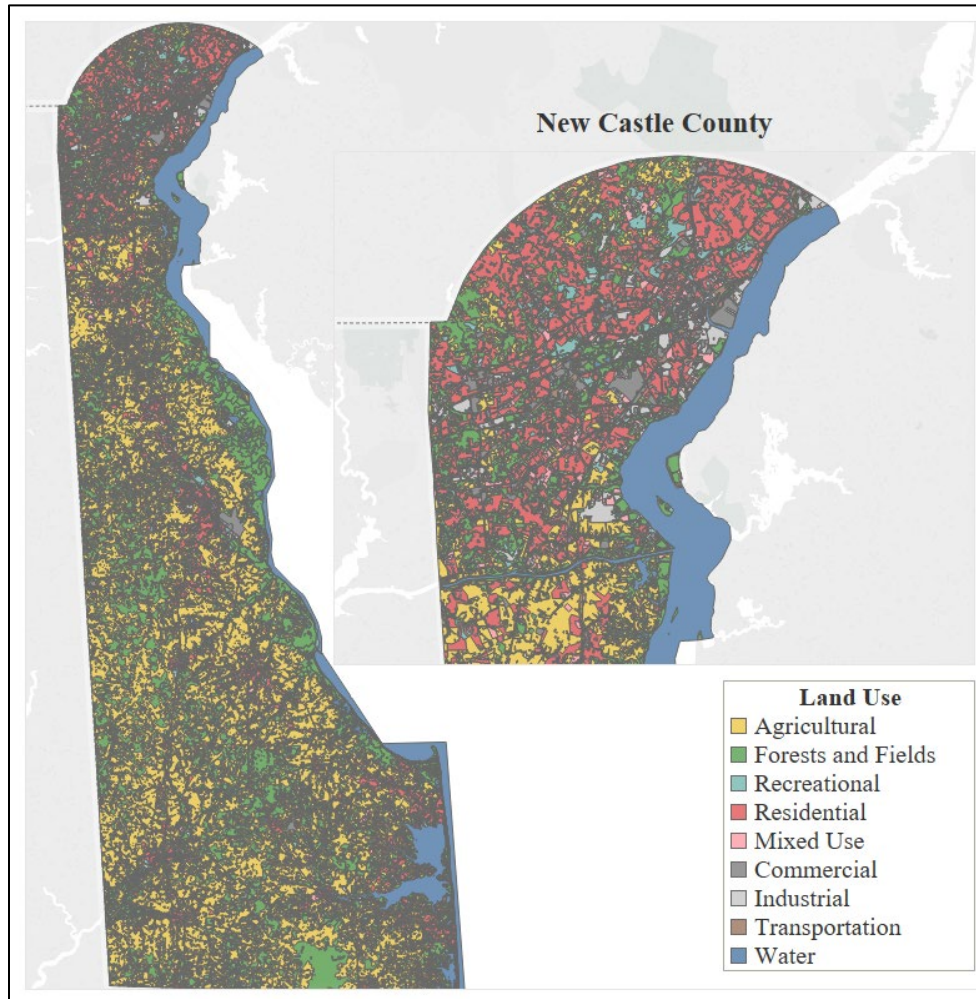 New Castle County
Land Use
Agricultural
Forests and Fields
Recreational
Residential
Mixed Use
Commercial
Industrial
Transportation
Water